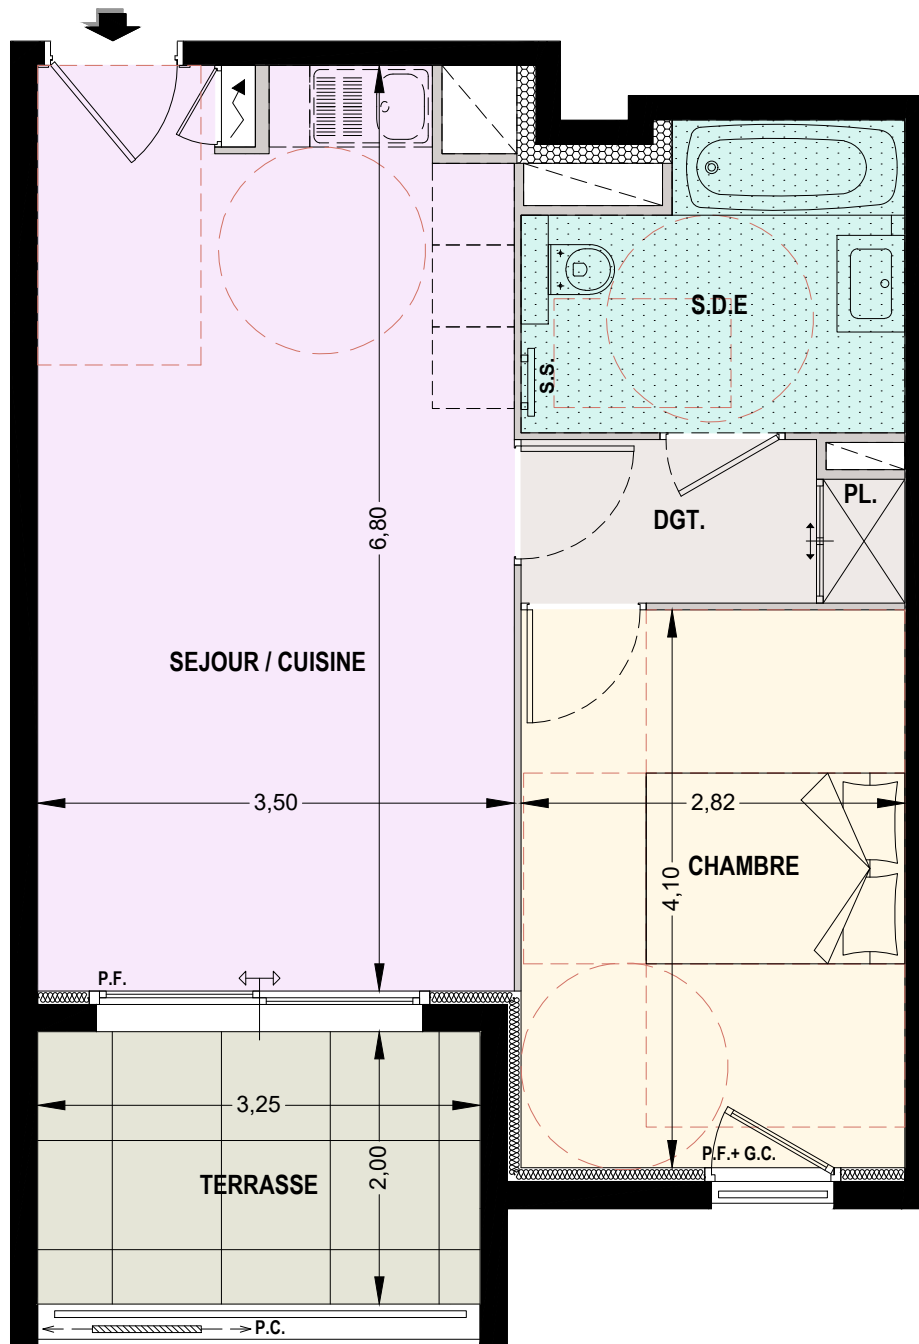 S.D.E
S.S.
PL.
DGT.
6,80
SEJOUR / CUISINE
3,50
2,82
CHAMBRE
4,10
P.F.
3,25
P.F.+ G.C.
2,00
TERRASSE
P.C.